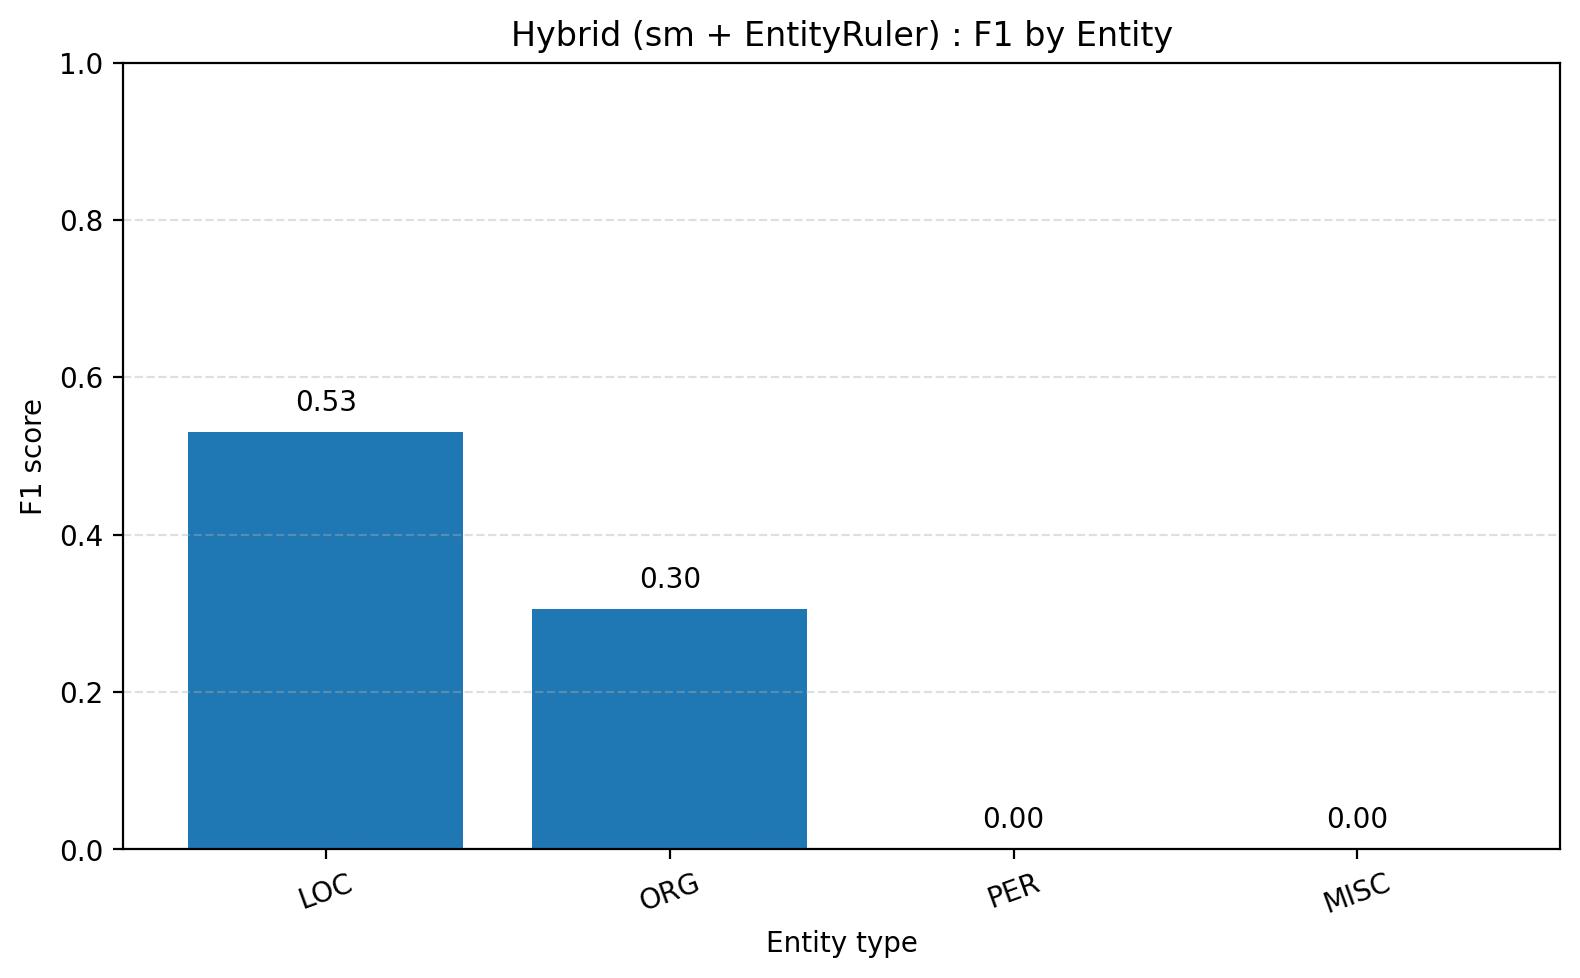 Hybrid (sm + EntityRuler) : F1 by Entity
1.0
0.8
0.6
0.4
0.2
0.0
F1 score
0.53
0.30
0.00
0.00
LOC
ORG
PER
MISC
Entity type